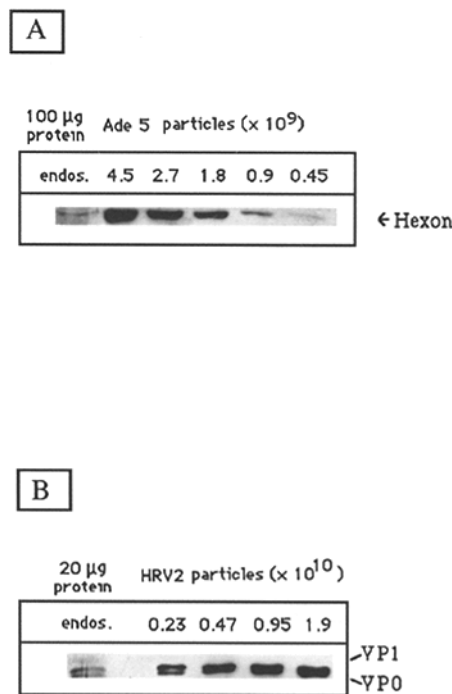 A
100 µg protein
Ade 5 particles (x 10⁹)
endos. 4.5 2.7 1.8 0.9 0.45
← Hexon
B
20 µg protein
HRV2 particles (x 10¹⁰)
endos. 0.23 0.47 0.95 1.9
VP1
VP0